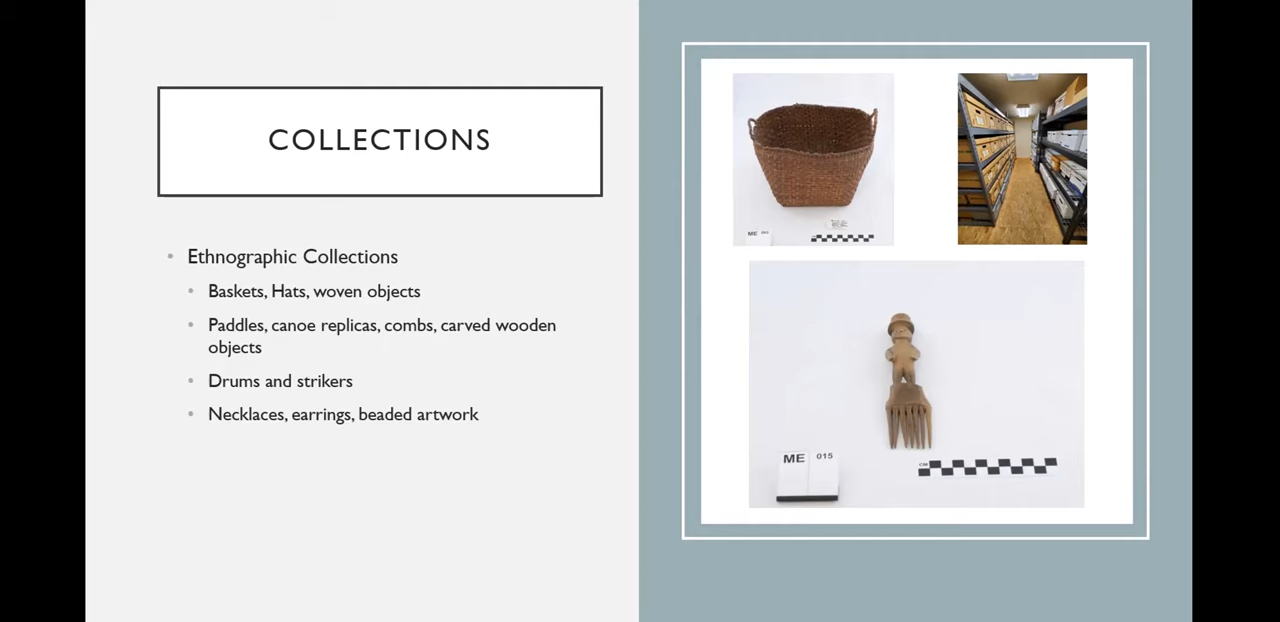 COLLECTIONS
Ethnographic Collections
Baskets, Hats, woven objects
Paddles, canoe replicas, combs, carved wooden
objects
Drums and strikers
Necklaces, earrings, beaded artwork
ME
ME 015
CM